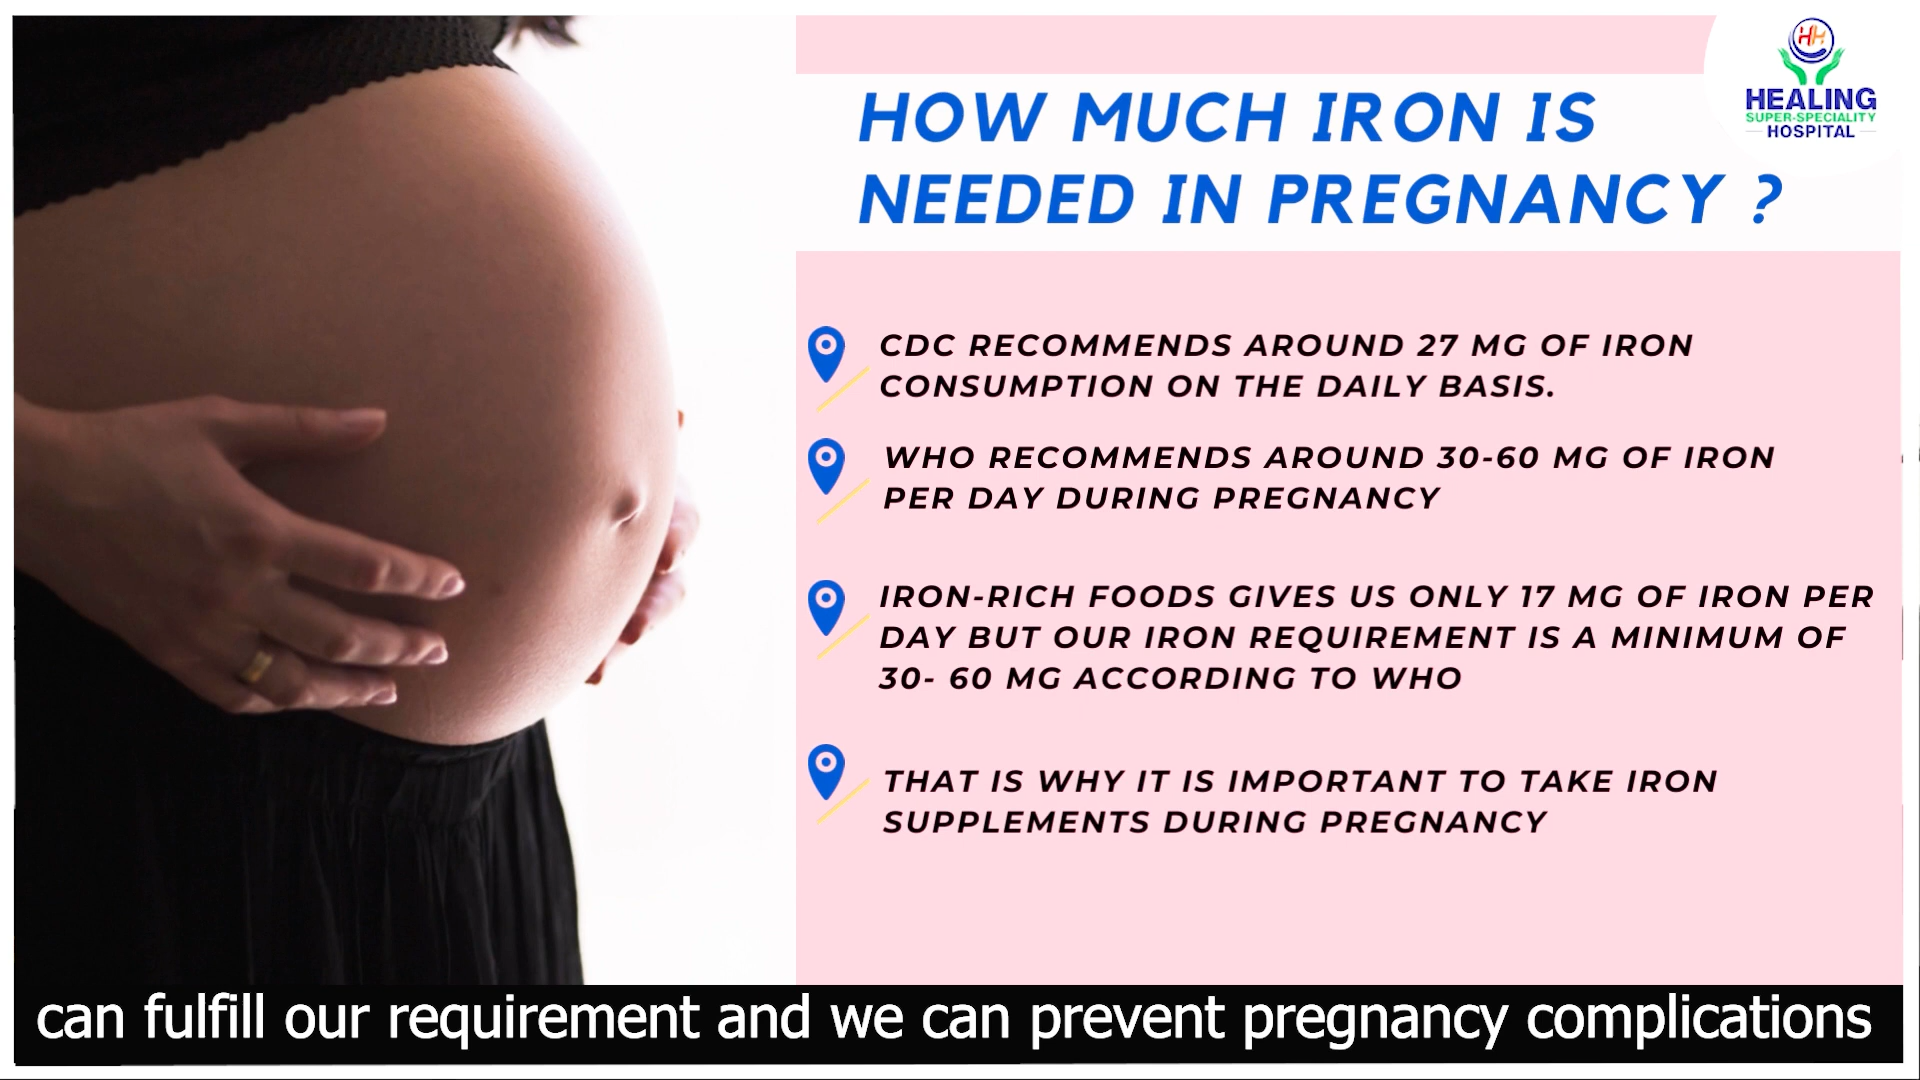 HH
HEALING
SUPER-SPECIALITY
HOSPITAL
HOW MUCH IRON IS
NEEDED IN PREGNANCY ?
CDC RECOMMENDS AROUND 27 MG OF IRON
CONSUMPTION ON THE DAILY BASIS.
WHO RECOMMENDS AROUND 30-60 MG OF IRON
PER DAY DURING PREGNANCY
IRON-RICH FOODS GIVES US ONLY 17 MG OF IRON PER
DAY BUT OUR IRON REQUIREMENT IS A MINIMUM OF
30- 60 MG ACCORDING TO WHO
THAT IS WHY IT IS IMPORTANT TO TAKE IRON
SUPPLEMENTS DURING PREGNANCY
can fulfill our requirement and we can prevent pregnancy complications